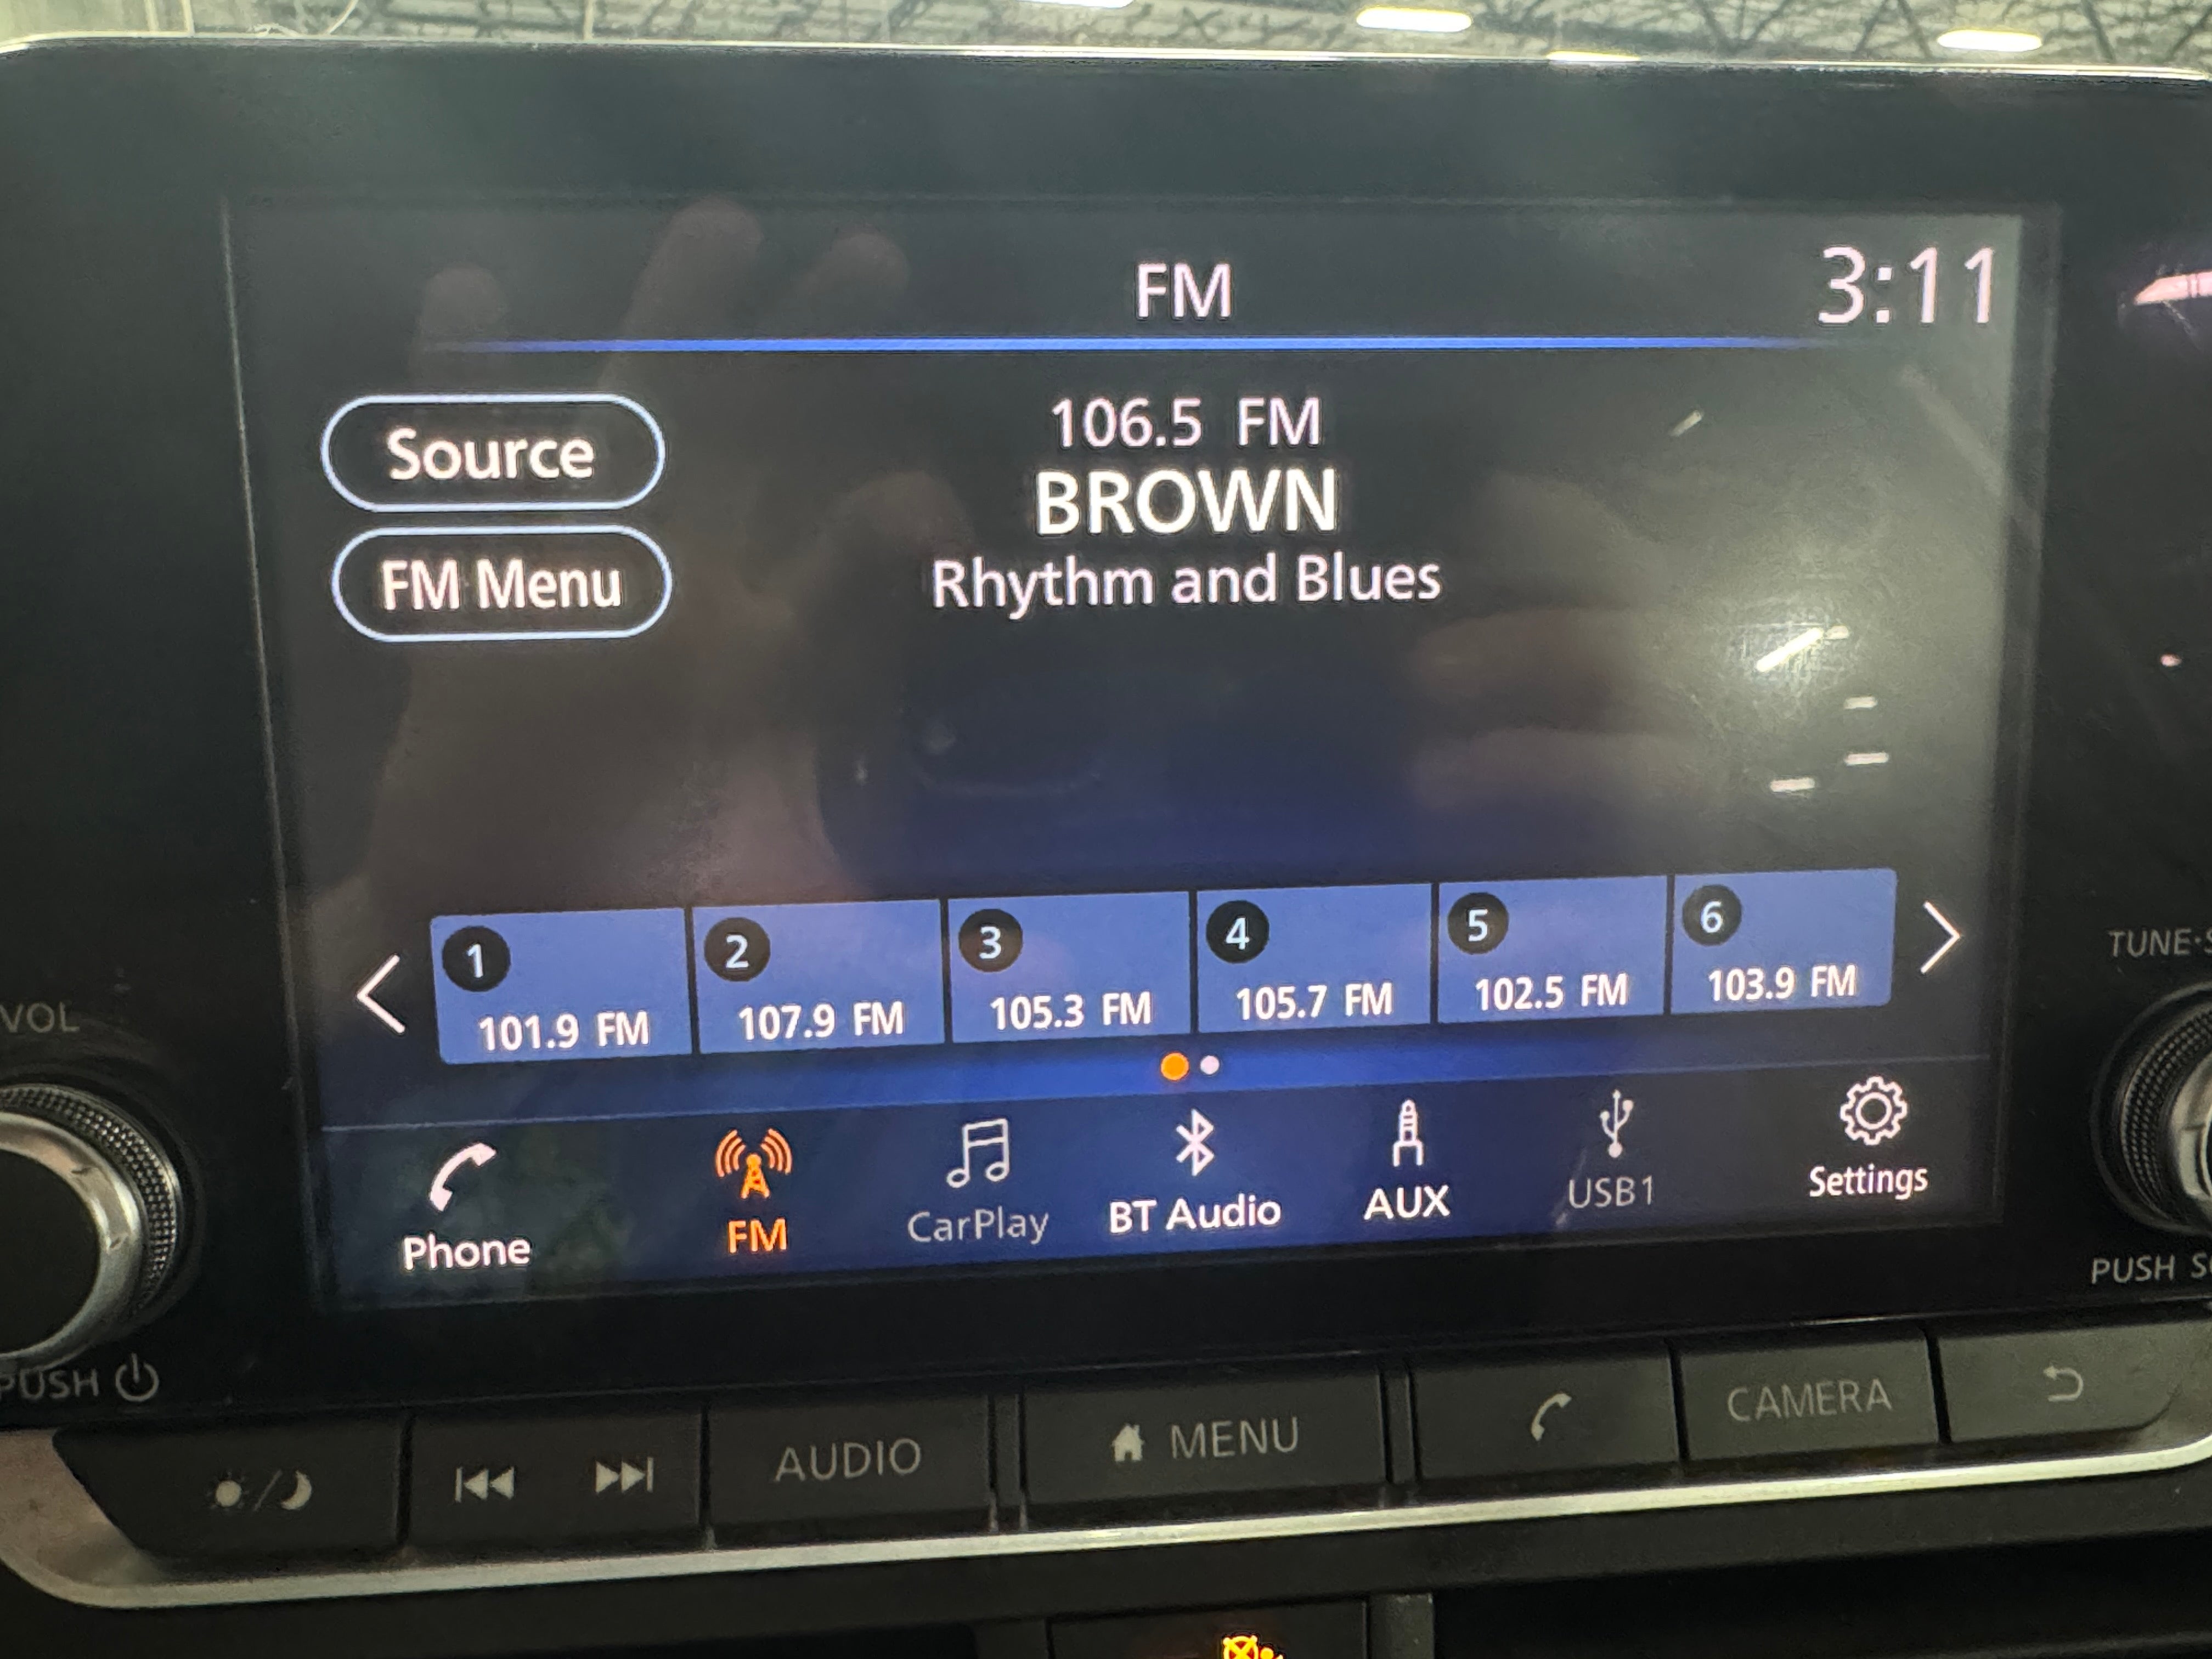 FM
3:11
106.5 FM
BROWN
Rhythm and Blues
Source
FM Menu
1
101.9 FM
2
107.9 FM
3
105.3 FM
4
105.7 FM
5
102.5 FM
6
103.9 FM
Phone
FM
CarPlay
BT Audio
AUX
USB1
Settings
VOL
PUSH
TUNE
PUSH
AUDIO
MENU
CAMERA